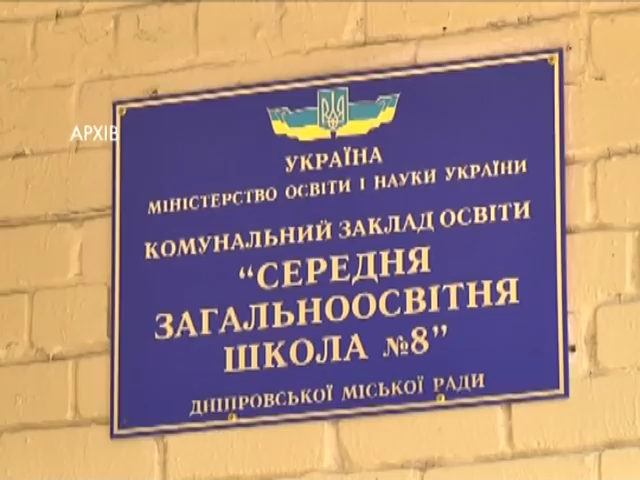 АРХІВ
УКРАЇНА
МІНІСТЕРСТВО ОСВІТИ І НАУКИ УКРАЇНИ
КОМУНАЛЬНИЙ ЗАКЛАД ОСВІТИ
“СЕРЕДНЯ
ЗАГАЛЬНООСВІТНЯ
ШКОЛА №8”
ДНІПРОВСЬКОЇ МІСЬКОЇ РАДИ